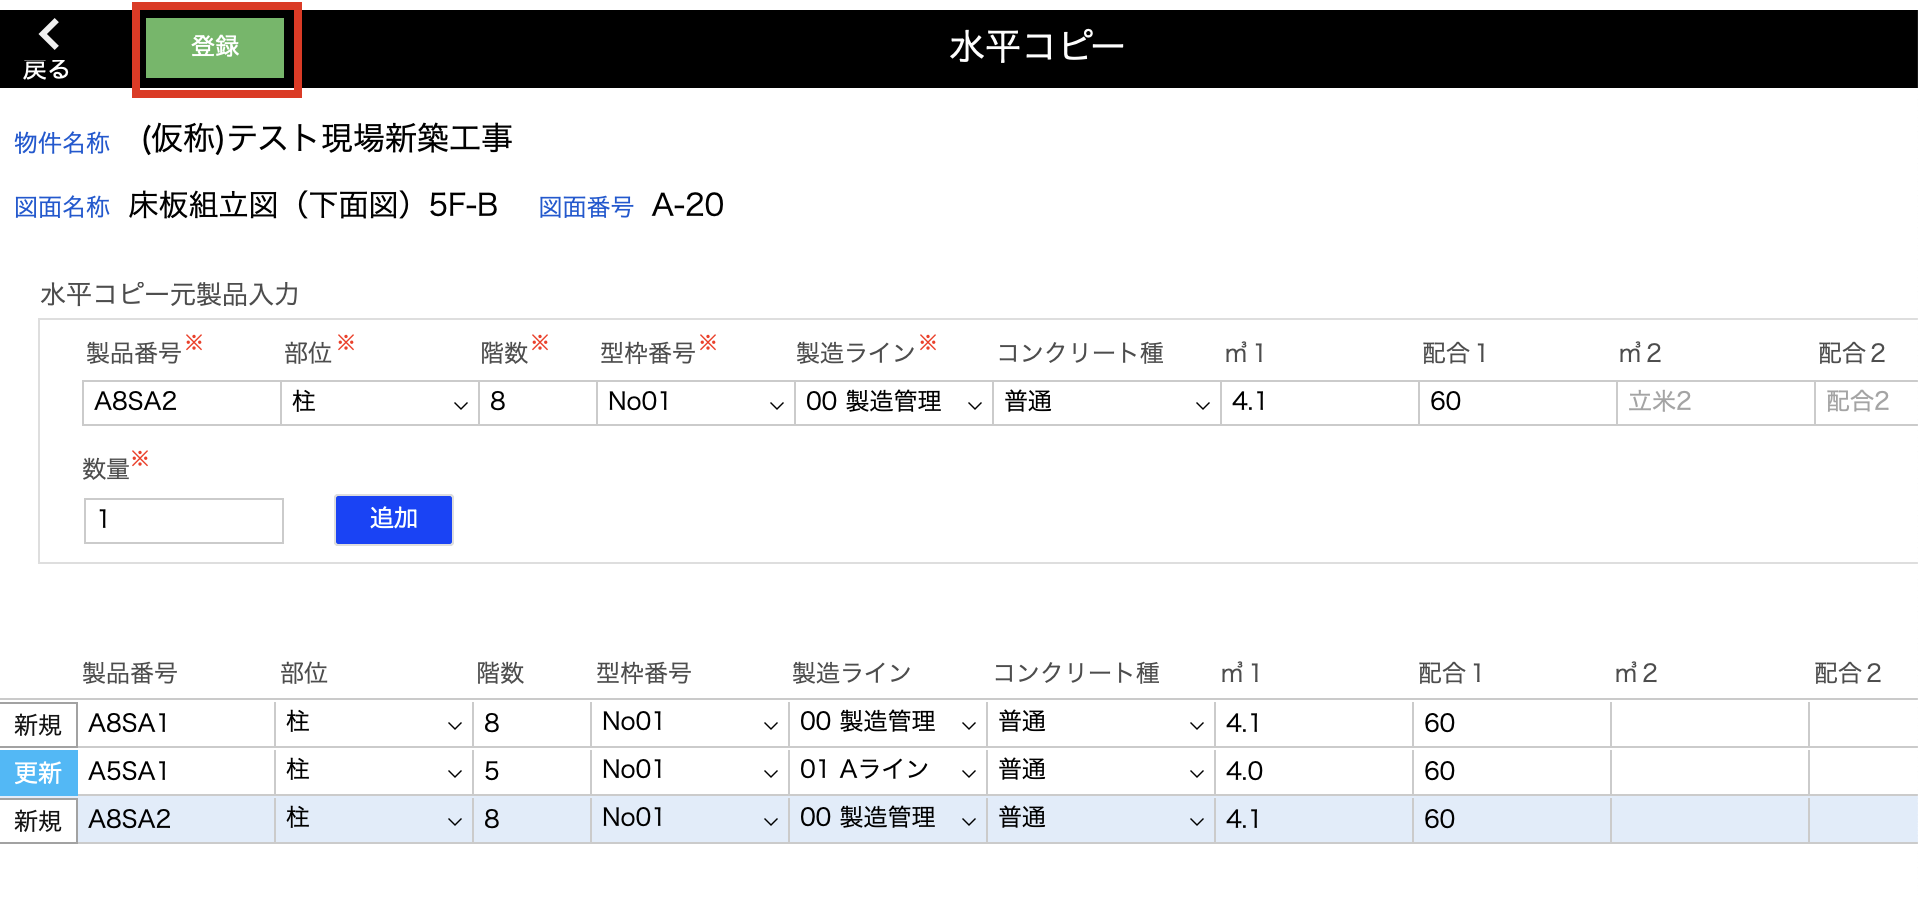 戻る 登録 水平コピー
物件名称 (仮称)テスト現場新築工事
図面名称 床板組立図（下面図）5F-B 図面番号 A-20
水平コピー元製品入力
製品番号※ 部位※ 階数※ 型枠番号※ 製造ライン※ コンクリート種 ㎥1 配合1 ㎥2 配合2
A8SA2 柱 8 No01 00 製造管理 普通 4.1 60 立米2 配合2
数量※
1 追加
製品番号 部位 階数 型枠番号 製造ライン コンクリート種 ㎥1 配合1 ㎥2 配合2
新規 A8SA1 柱 8 No01 00 製造管理 普通 4.1 60
更新 A5SA1 柱 5 No01 01 Aライン 普通 4.0 60
新規 A8SA2 柱 8 No01 00 製造管理 普通 4.1 60